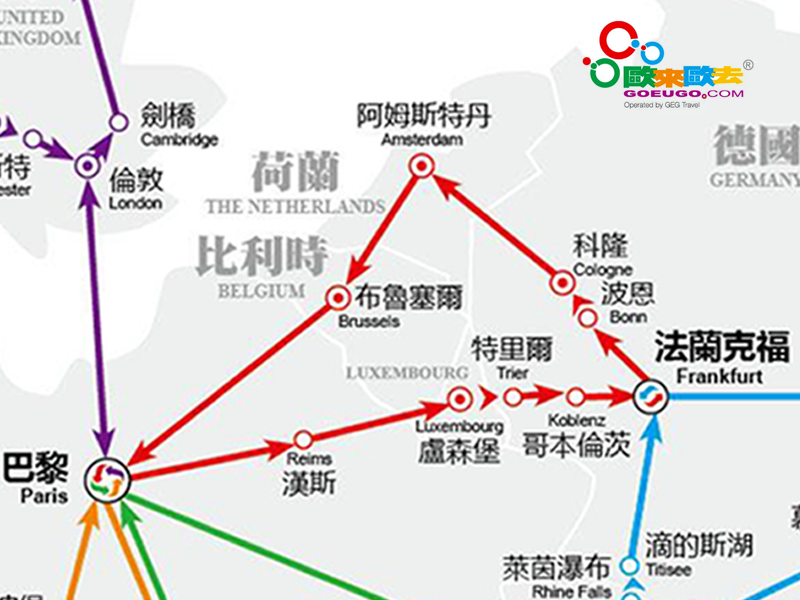 UNITED
KINGDOM
歐來歐去®
GOEUGO.COM
Operated by GEG Travel
劍橋
Cambridge
阿姆斯特丹
Amsterdam
德國
GERMANY
斯特
ester
倫敦
London
荷蘭
THE NETHERLANDS
比利時
BELGIUM
科隆
Cologne
波恩
Bonn
布魯塞爾
Brussels
法蘭克福
Frankfurt
特里爾
Trier
LUXEMBOURG
Luxembourg
盧森堡
Koblenz
哥本倫茨
巴黎
Paris
Reims
漢斯
滴的斯湖
Titisee
萊茵瀑布
Rhine Falls